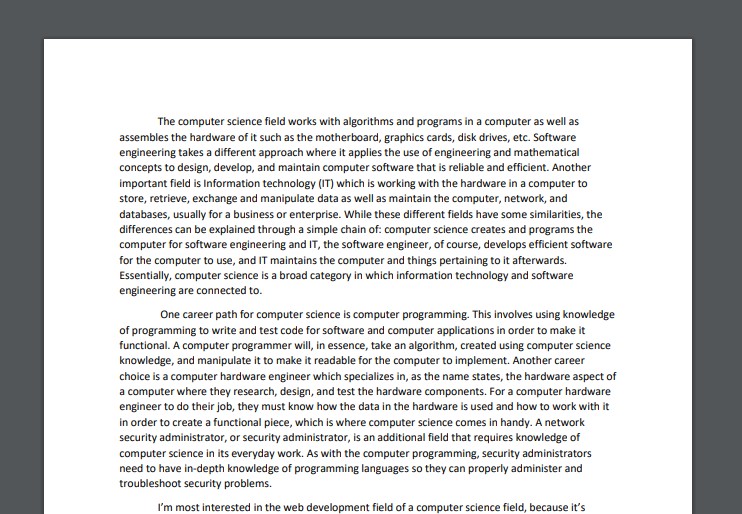 The computer science field works with algorithms and programs in a computer as well as
assembles the hardware of it such as the motherboard, graphics cards, disk drives, etc. Software
engineering takes a different approach where it applies the use of engineering and mathematical
concepts to design, develop, and maintain computer software that is reliable and efficient. Another
important field is Information technology (IT) which is working with the hardware in a computer to
store, retrieve, exchange and manipulate data as well as maintain the computer, network, and
databases, usually for a business or enterprise. While these different fields have some similarities, the
differences can be explained through a simple chain of: computer science creates and programs the
computer for software engineering and IT, the software engineer, of course, develops efficient software
for the computer to use, and IT maintains the computer and things pertaining to it afterwards.
Essentially, computer science is a broad category in which information technology and software
engineering are connected to.
One career path for computer science is computer programming. This involves using knowledge
of programming to write and test code for software and computer applications in order to make it
functional. A computer programmer will, in essence, take an algorithm, created using computer science
knowledge, and manipulate it to make it readable for the computer to implement. Another career
choice is a computer hardware engineer which specializes in, as the name states, the hardware aspect of
a computer where they research, design, and test the hardware components. For a computer hardware
engineer to do their job, they must know how the data in the hardware is used and how to work with it
in order to create a functional piece, which is where computer science comes in handy. A network
security administrator, or security administrator, is an additional field that requires knowledge of
computer science in its everyday work. As with the computer programming, security administrators
need to have in-depth knowledge of programming languages so they can properly administer and
troubleshoot security problems.
I'm most interested in the web development field of a computer science field, because it's